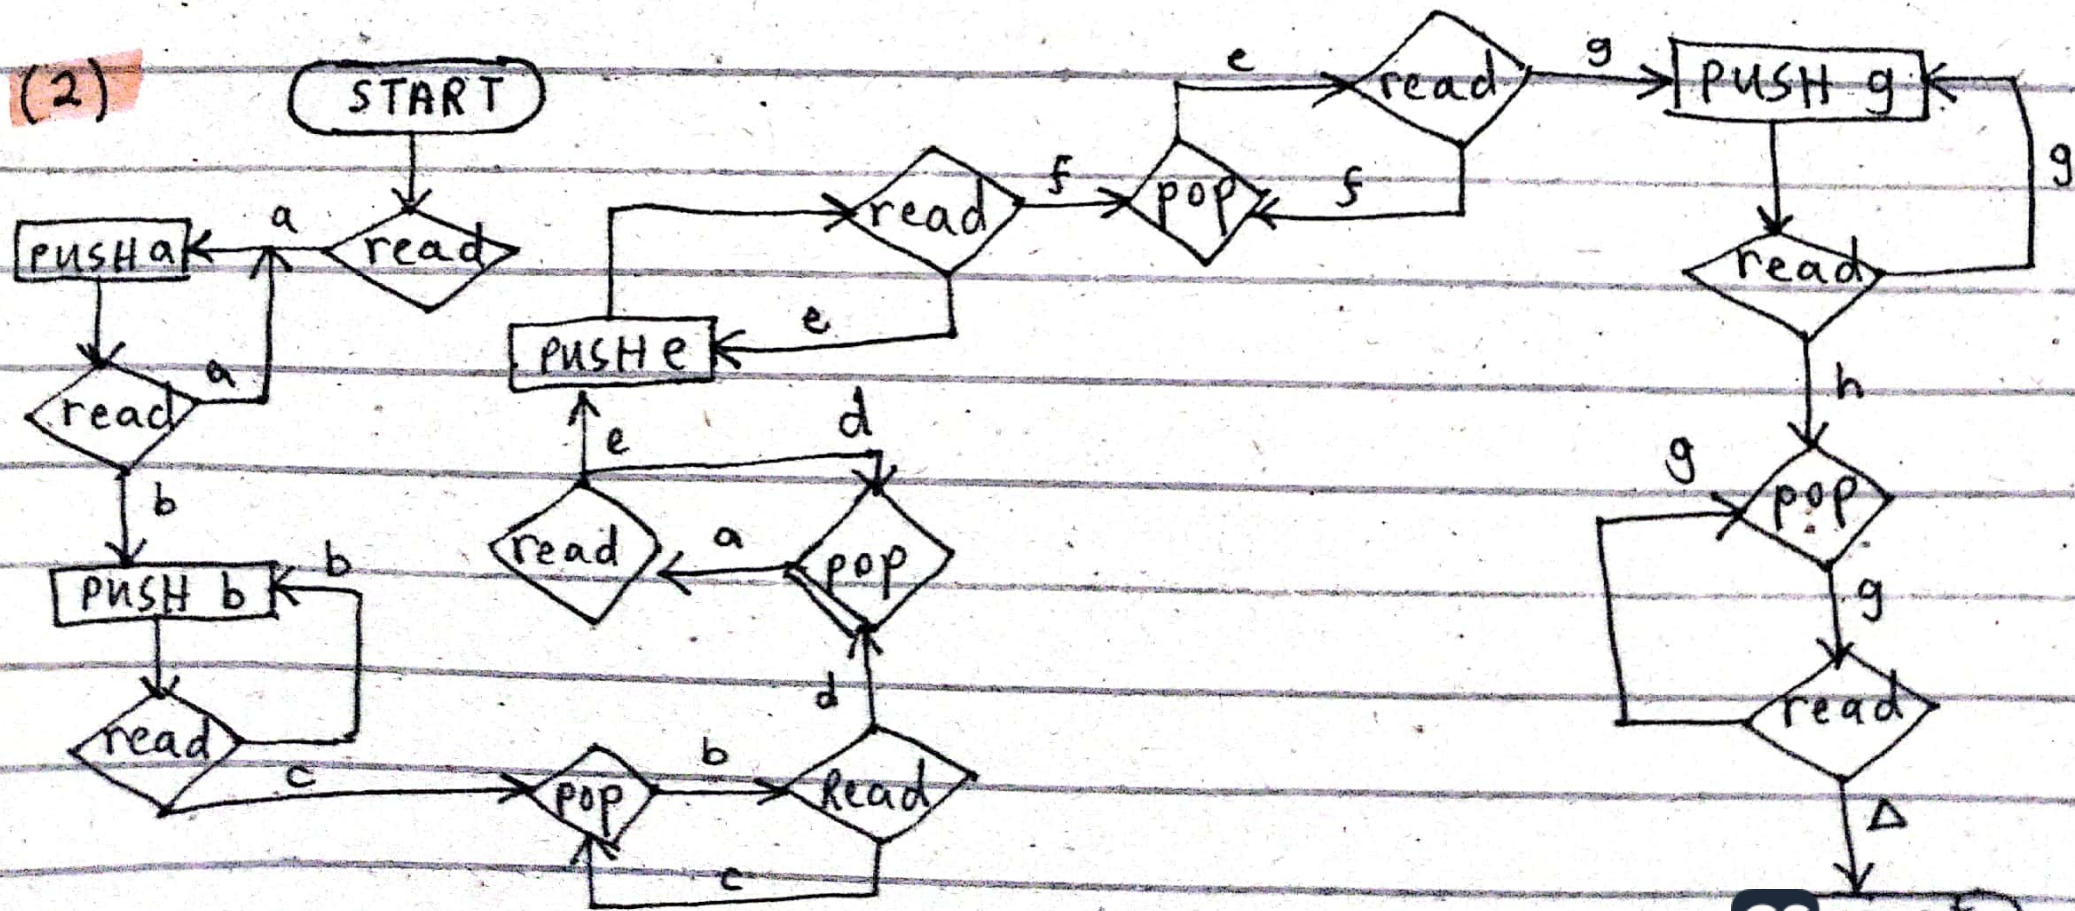 (2)
START
e
read
g
PUSH g
a
read
f
pop
f
g
PUSH a
read
read
e
PUSH e
a
read
h
e
d
b
g
pop
PUSH b
b
read
a
pop
g
d
read
read
c
pop
b
Read
Δ
c